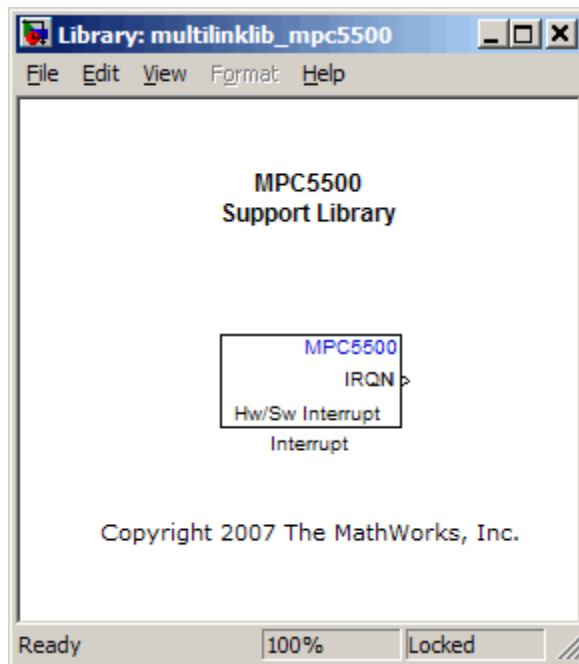 Library: multilinklib_mpc5500
File Edit View Format Help
MPC5500
Support Library
MPC5500
IRQN
Hw/Sw Interrupt
Interrupt
Copyright 2007 The MathWorks, Inc.
Ready 100% Locked